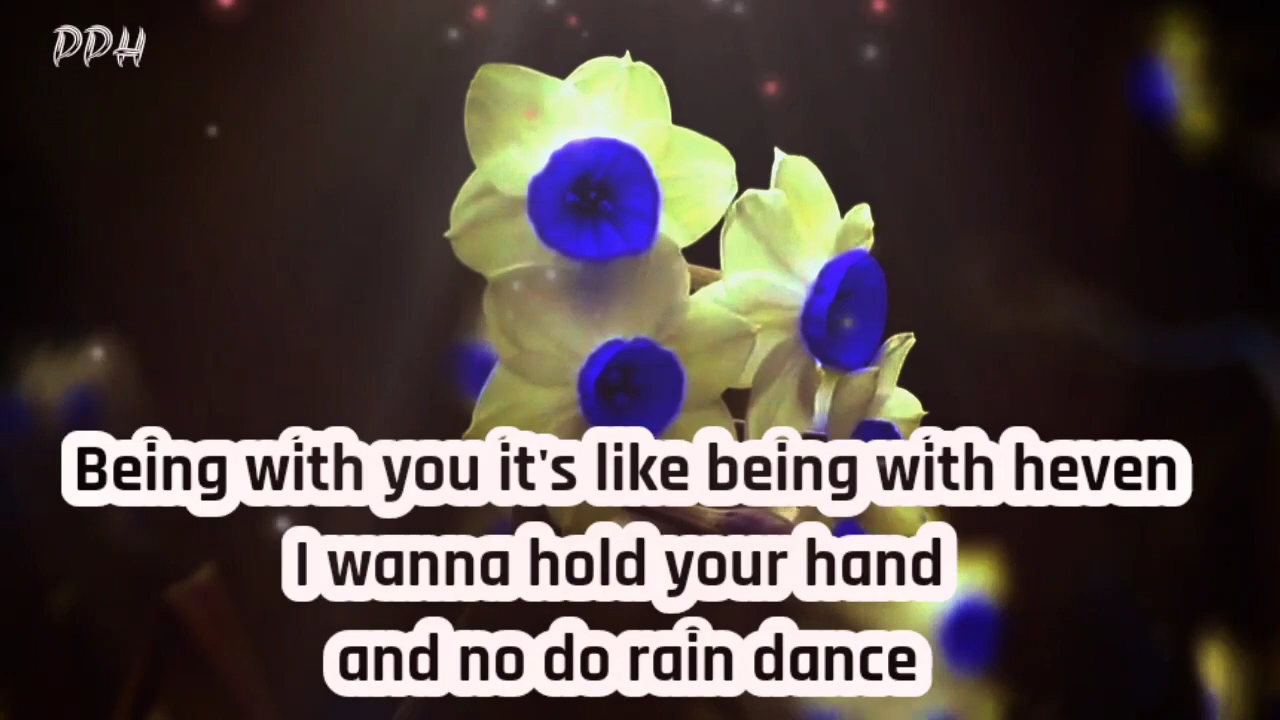 PPH
Being with you it's like being with heven
I wanna hold your hand
and no do rain dance